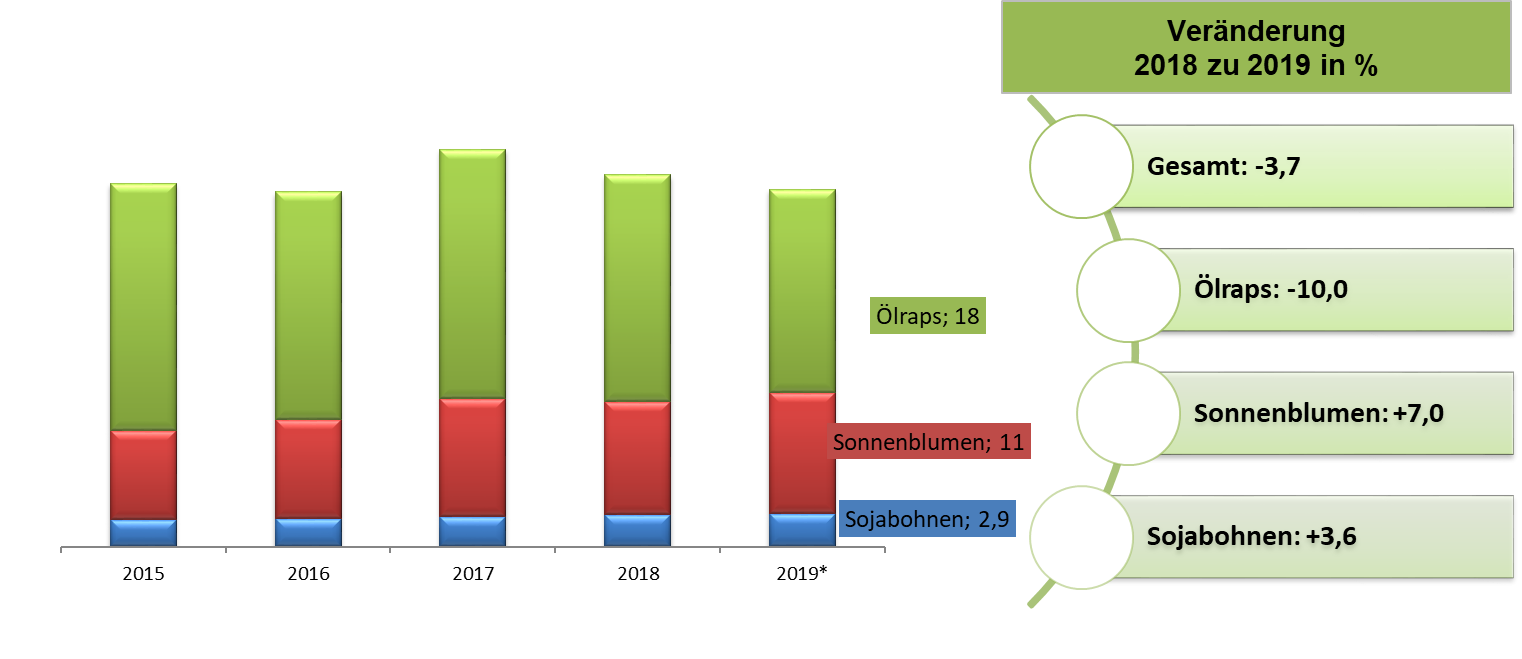 Veränderung
2018 zu 2019 in %
Gesamt: -3,7
Ölraps: -10,0
Sonnenblumen: +7,0
Sojabohnen: +3,6
Ölraps; 18
Sonnenblumen; 11
Sojabohnen; 2,9
2015
2016
2017
2018
2019*